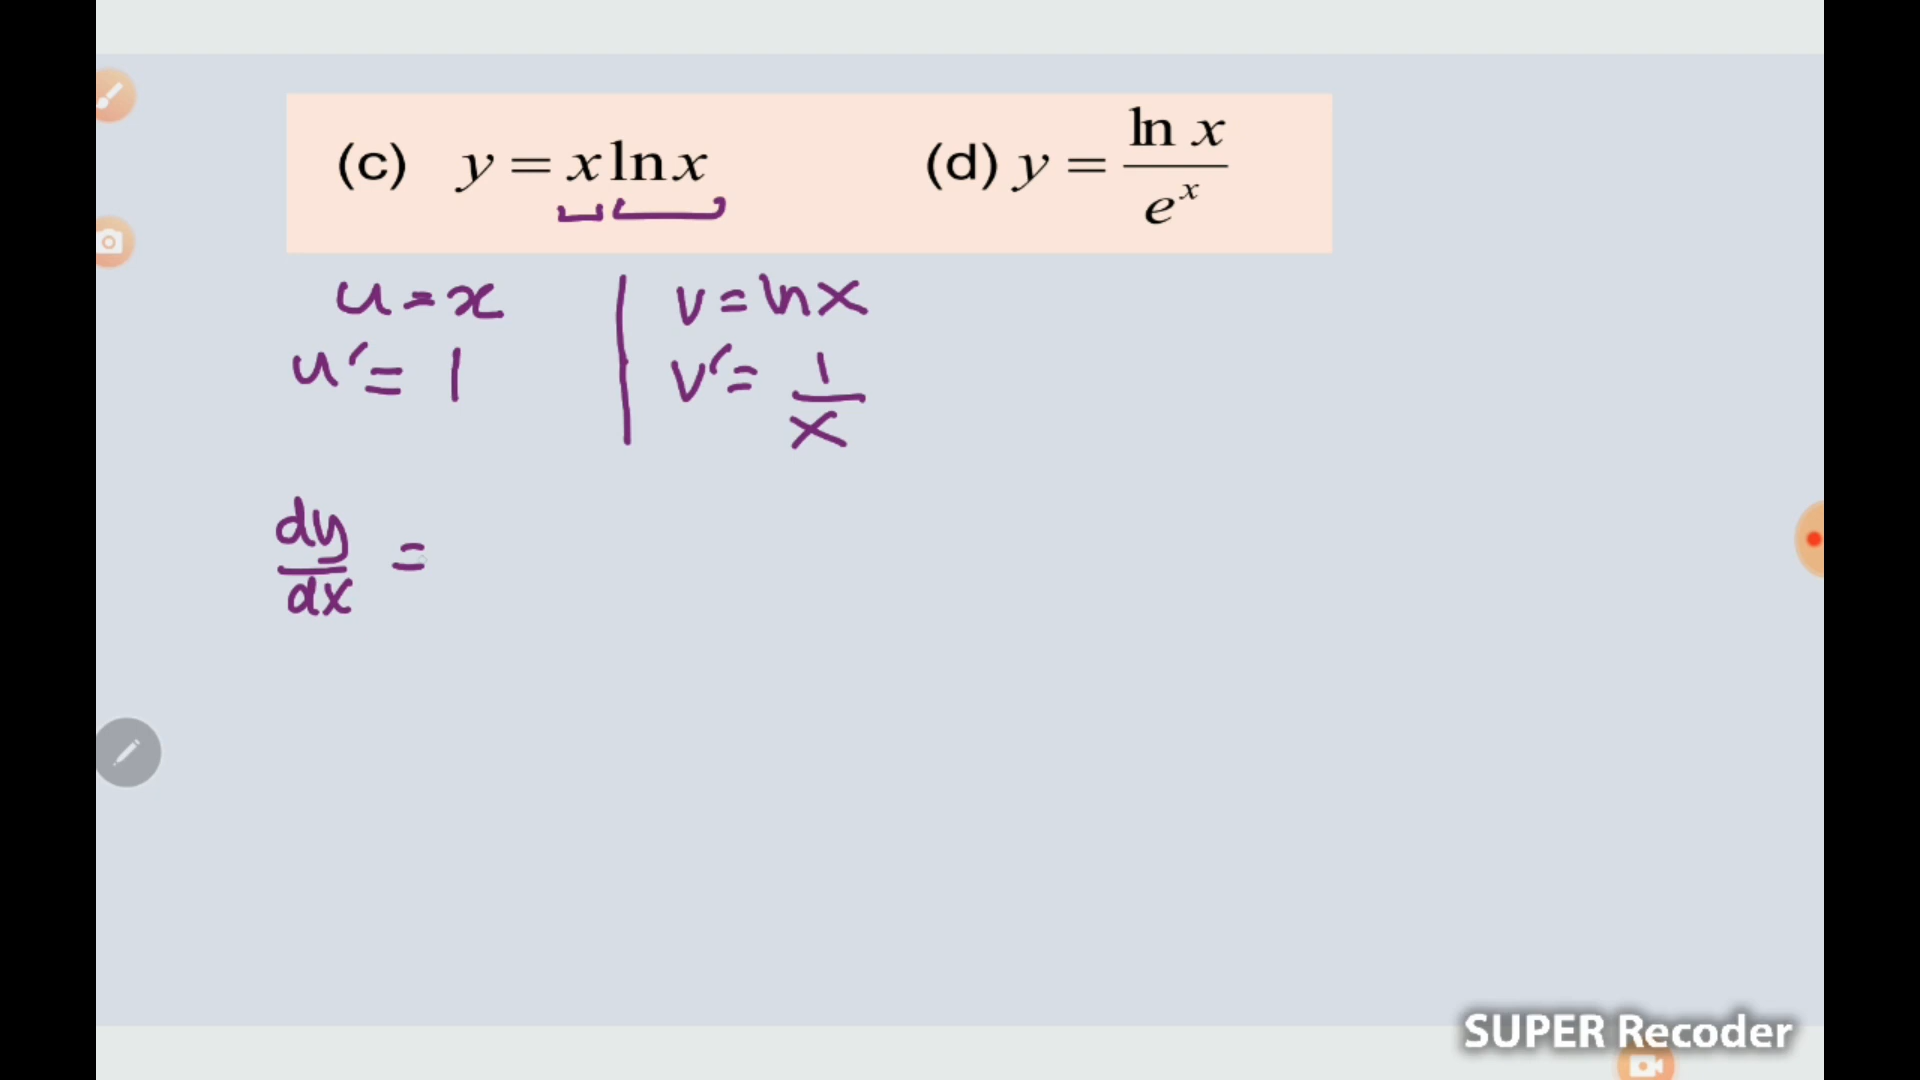 (c) y = x ln x (d) y = ln x / e^x
u = x | v = ln x
u' = 1 | v' = 1/x
dy/dx =
SUPER Recoder